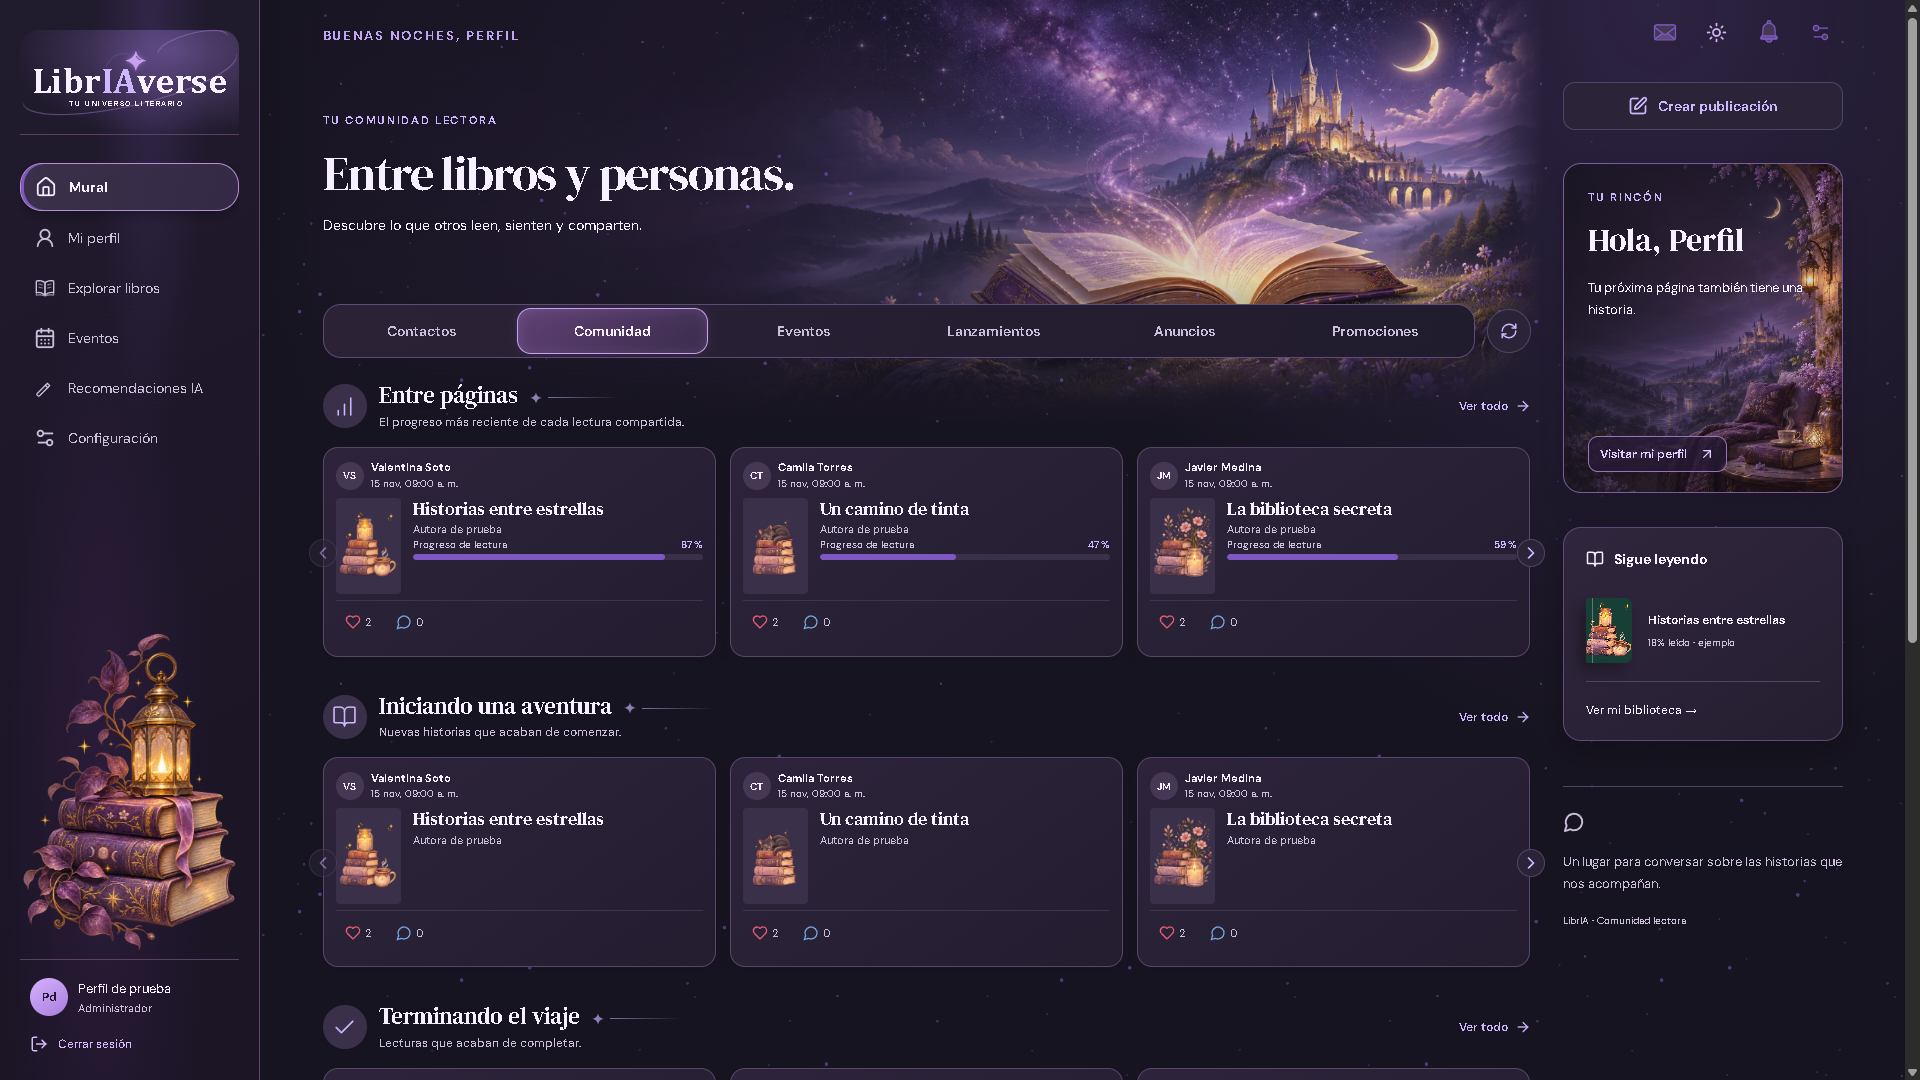 LibrIAverse
TU UNIVERSO LITERARIO
Mural
Mi perfil
Explorar libros
Eventos
Recomendaciones IA
Configuración
Pd
Perfil de prueba
Administrador
Cerrar sesión
BUENAS NOCHES, PERFIL
TU COMUNIDAD LECTORA
Entre libros y personas.
Descubre lo que otros leen, sienten y comparten.
Contactos
Comunidad
Eventos
Lanzamientos
Anuncios
Promociones
Entre páginas
El progreso más reciente de cada lectura compartida.
Ver todo
VS
Valentina Soto
15 nov, 09:00 a. m.
Historias entre estrellas
Autora de prueba
Progreso de lectura 87%
2 0
CT
Camila Torres
15 nov, 09:00 a. m.
Un camino de tinta
Autora de prueba
Progreso de lectura 47%
2 0
JM
Javier Medina
15 nov, 09:00 a. m.
La biblioteca secreta
Autora de prueba
Progreso de lectura 59%
2 0
Iniciando una aventura
Nuevas historias que acaban de comenzar.
Ver todo
VS
Valentina Soto
15 nov, 09:00 a. m.
Historias entre estrellas
Autora de prueba
2 0
CT
Camila Torres
15 nov, 09:00 a. m.
Un camino de tinta
Autora de prueba
2 0
JM
Javier Medina
15 nov, 09:00 a. m.
La biblioteca secreta
Autora de prueba
2 0
Terminando el viaje
Lecturas que acaban de completar.
Ver todo
Crear publicación
TU RINCÓN
Hola, Perfil
Tu próxima página también tiene una
historia.
Visitar mi perfil
Sigue leyendo
Historias entre estrellas
18% leído · ejemplo
Ver mi biblioteca →
Un lugar para conversar sobre las historias que
nos acompañan.
LibrIA · Comunidad lectora